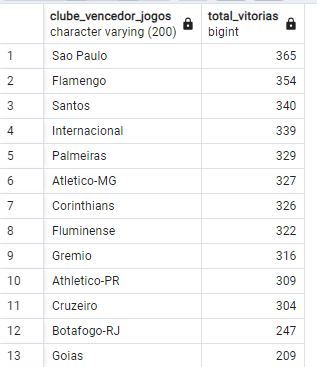 clube_vencedor_jogos total_vitorias
character varying (200) bigint
1 Sao Paulo 365
2 Flamengo 354
3 Santos 340
4 Internacional 339
5 Palmeiras 329
6 Atletico-MG 327
7 Corinthians 326
8 Fluminense 322
9 Gremio 316
10 Athletico-PR 309
11 Cruzeiro 304
12 Botafogo-RJ 247
13 Goias 209